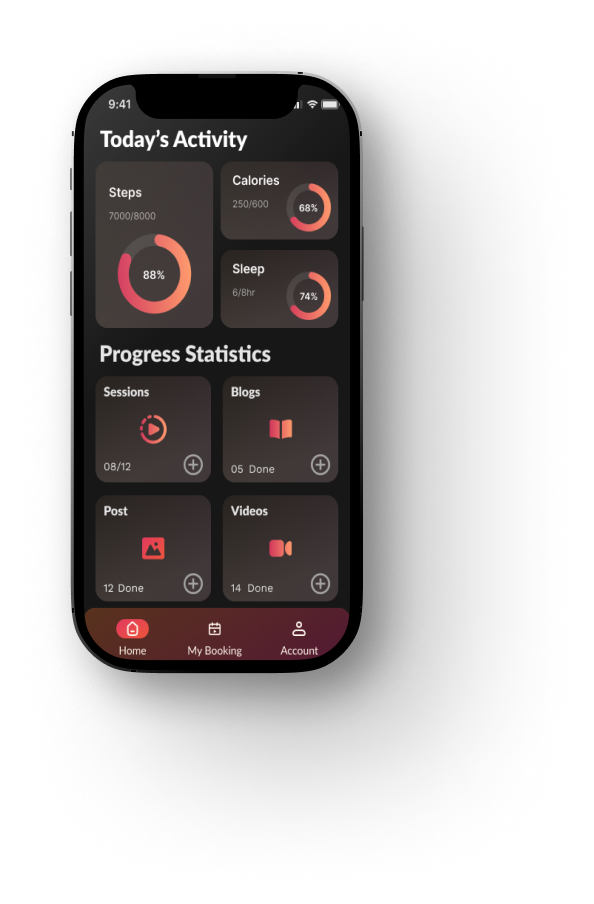 9:41
Today's Activity
Steps
7000/8000
88%
Calories
250/600
68%
Sleep
6/8hr
74%
Progress Statistics
Sessions
08/12
Blogs
05 Done
Post
12 Done
Videos
14 Done
Home
My Booking
Account